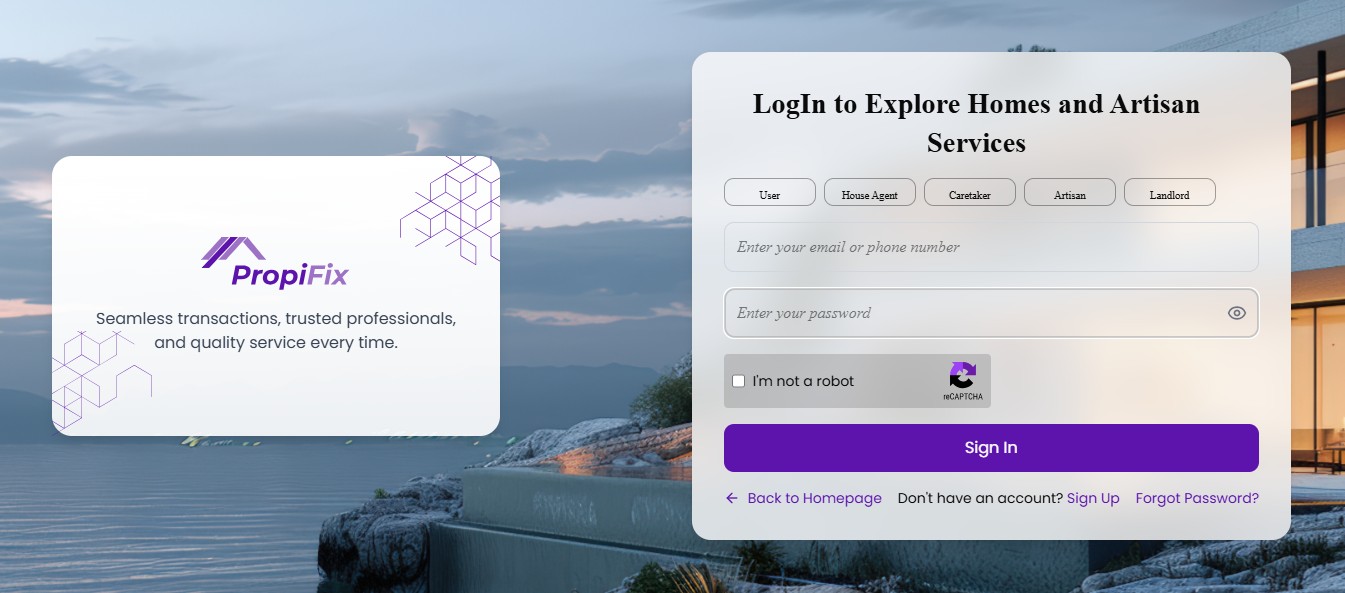 PropiFix
Seamless transactions, trusted professionals,
and quality service every time.
LogIn to Explore Homes and Artisan
Services
User
House Agent
Caretaker
Artisan
Landlord
Enter your email or phone number
Enter your password
I'm not a robot
reCAPTCHA
Sign In
Back to Homepage
Don't have an account? Sign Up
Forgot Password?